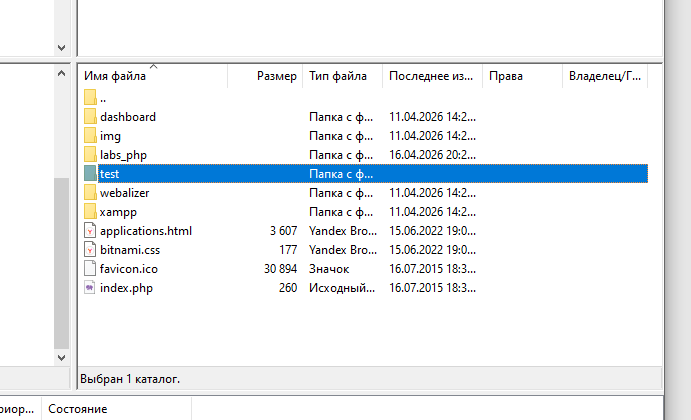 Имя файла Размер Тип файла Последнее из... Права Владелец/Г...
..
dashboard Папка с ф... 11.04.2026 14:2...
img Папка с ф... 11.04.2026 14:2...
labs_php Папка с ф... 16.04.2026 20:2...
test Папка с ф...
webalizer Папка с ф... 11.04.2026 14:2...
xampp Папка с ф... 11.04.2026 14:2...
applications.html 3 607 Yandex Bro... 15.06.2022 19:0...
bitnami.css 177 Yandex Bro... 15.06.2022 19:0...
favicon.ico 30 894 Значок 16.07.2015 18:3...
index.php 260 Исходный... 16.07.2015 18:3...
Выбран 1 каталог.
риор... Состояние